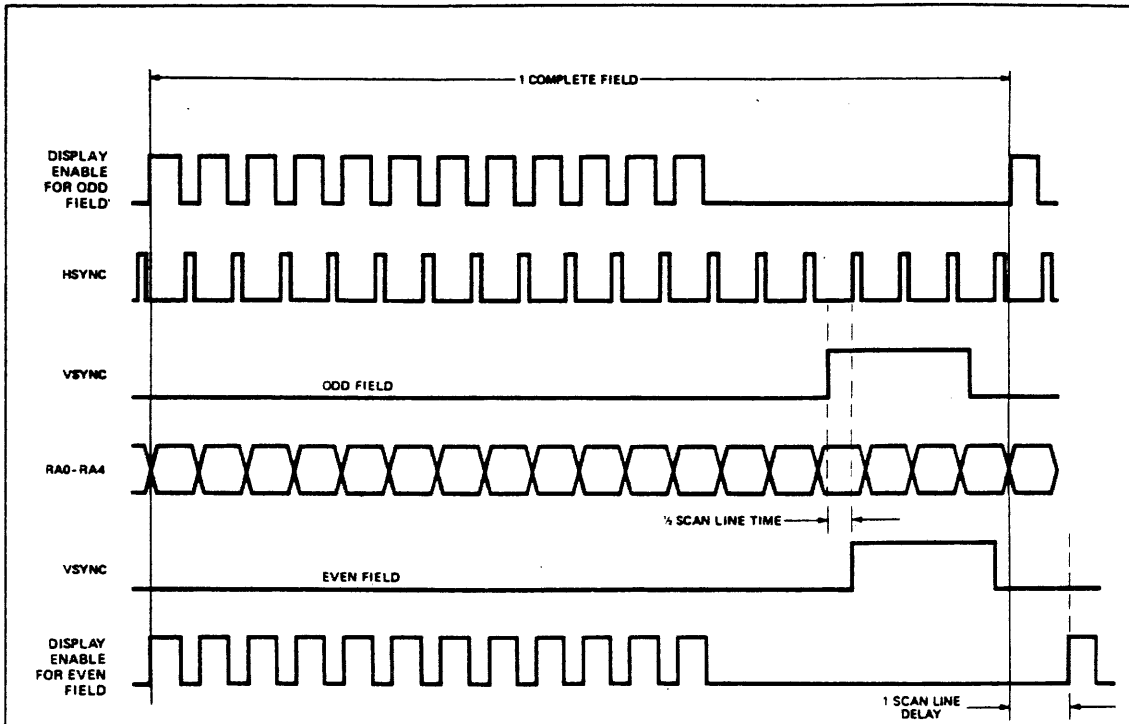 1 COMPLETE FIELD
DISPLAY
ENABLE
FOR ODD
FIELD
HSYNC
VSYNC
ODD FIELD
RA0-RA4
½ SCAN LINE TIME
VSYNC
EVEN FIELD
DISPLAY
ENABLE
FOR EVEN
FIELD
1 SCAN LINE
DELAY